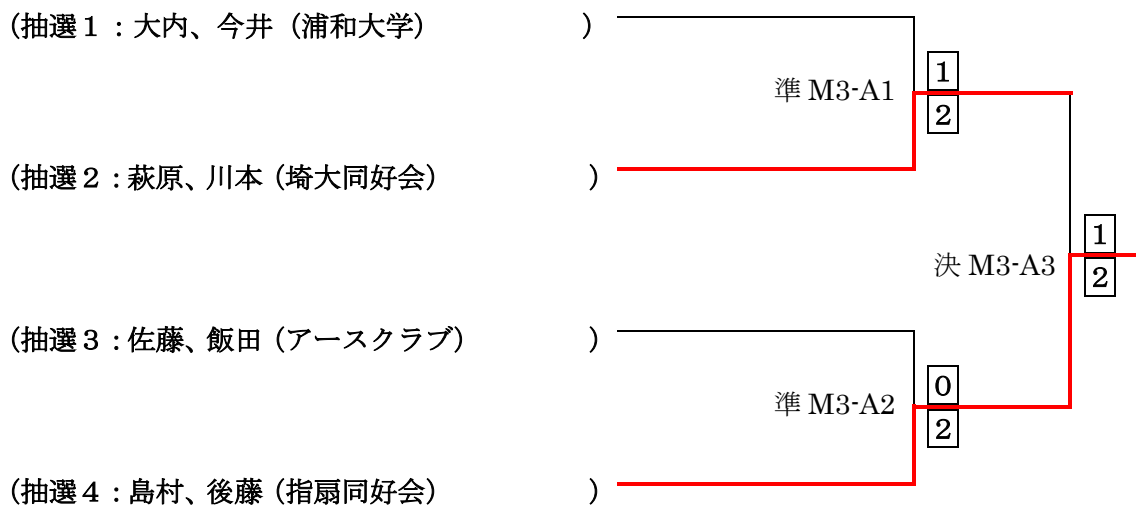 （抽選１：大内、今井（浦和大学）　　　　　）
準 M3-A1
1
2
（抽選２：萩原、川本（埼大同好会）　　　　　）
決 M3-A3
1
2
（抽選３：佐藤、飯田（アースクラブ）　　　　）
準 M3-A2
0
2
（抽選４：島村、後藤（指扇同好会）　　　　　）